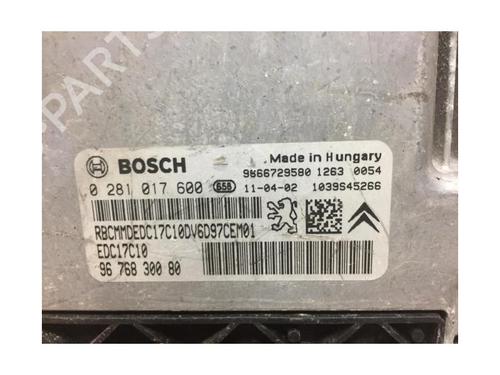 BOSCH
Made in Hungary
9666729580 1263 0054
0 281 017 600 658 11-04-02 1039S45266
RBCMMDEDC17C10DV6D97CEM01
EDC17C10
96 768 300 80